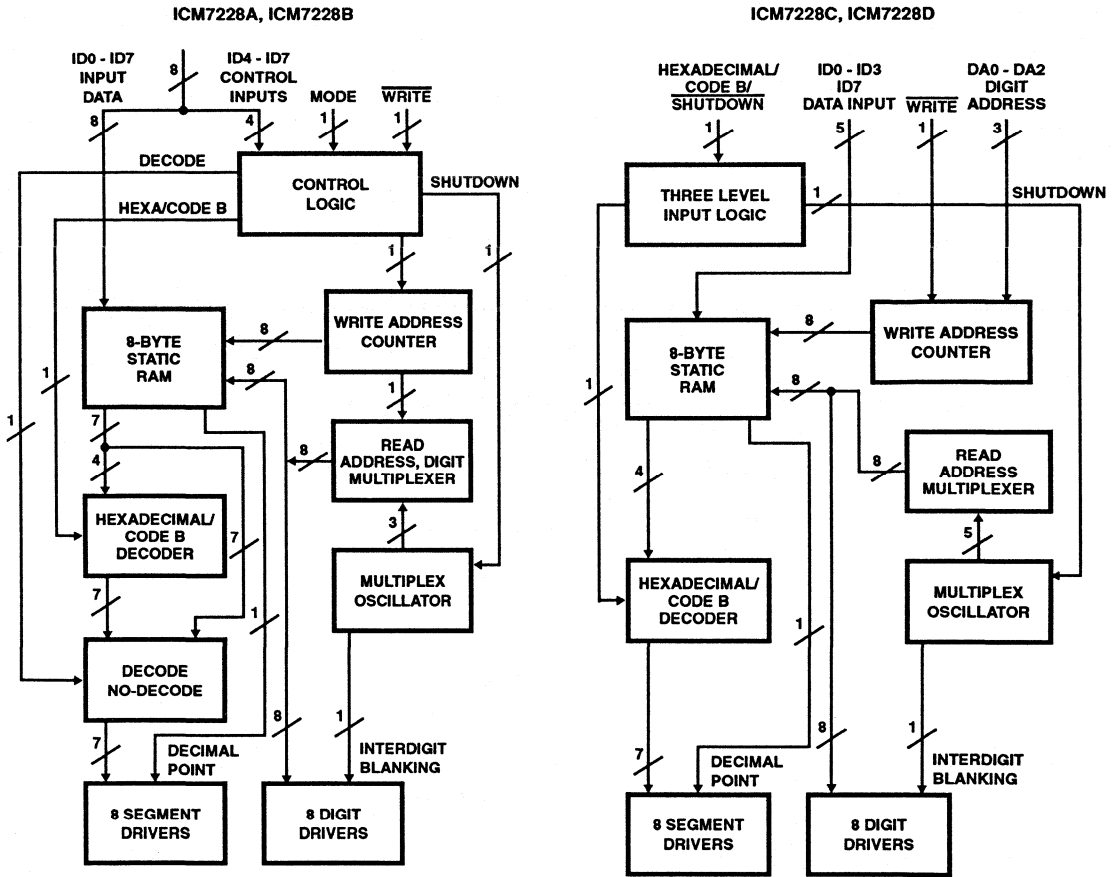 ICM7228A, ICM7228B
ID0 - ID7
INPUT
DATA
8
ID4 - ID7
CONTROL
INPUTS
MODE
WRITE
8
4
1
1
DECODE
HEXA/CODE B
CONTROL
LOGIC
SHUTDOWN
1
1
8-BYTE
STATIC
RAM
8
WRITE ADDRESS
COUNTER
8
1
1
1
7
4
8
READ
ADDRESS, DIGIT
MULTIPLEXER
HEXADECIMAL/
CODE B
DECODER
7
3
MULTIPLEX
OSCILLATOR
7
1
DECODE
NO-DECODE
7
8
1
DECIMAL
POINT
INTERDIGIT
BLANKING
8 SEGMENT
DRIVERS
8 DIGIT
DRIVERS
ICM7228C, ICM7228D
HEXADECIMAL/
CODE B/
SHUTDOWN
ID0 - ID3
ID7
DATA INPUT
WRITE
DA0 - DA2
DIGIT
ADDRESS
1
5
1
3
THREE LEVEL
INPUT LOGIC
1
SHUTDOWN
8-BYTE
STATIC
RAM
8
WRITE ADDRESS
COUNTER
1
8
4
8
READ
ADDRESS
MULTIPLEXER
5
HEXADECIMAL/
CODE B
DECODER
MULTIPLEX
OSCILLATOR
1
7
8
1
DECIMAL
POINT
INTERDIGIT
BLANKING
8 SEGMENT
DRIVERS
8 DIGIT
DRIVERS